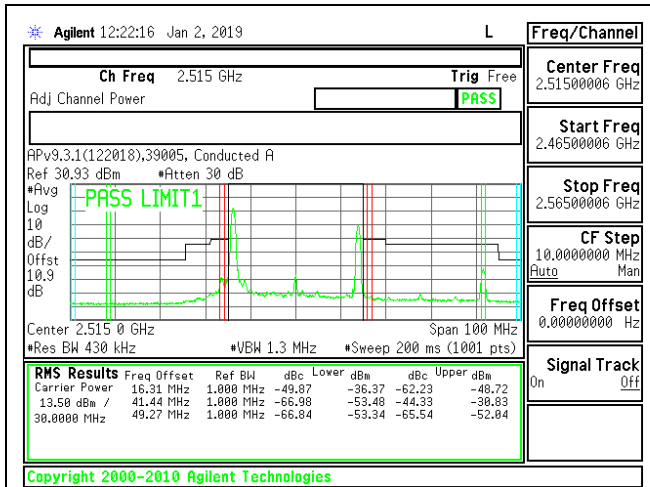 Agilent 12:22:16 Jan 2, 2019 L Freq/Channel
Ch Freq 2.515 GHz Trig Free
Adj Channel Power PASS
Center Freq
2.51500006 GHz
Start Freq
2.46500006 GHz
APv9.3.1(122018),39005, Conducted A
Ref 30.93 dBm #Atten 30 dB
#Avg
Log
10
dB/
Offst
10.9
dB
PASS LIMIT1
Stop Freq
2.56500006 GHz
CF Step
10.0000000 MHz
Auto Man
Freq Offset
0.00000000 Hz
Center 2.515 0 GHz Span 100 MHz
#Res BW 430 kHz #VBW 1.3 MHz #Sweep 200 ms (1001 pts)
Signal Track
On Off
RMS Results Freq Offset Ref BW dBc Lower dBm dBc Upper dBm
Carrier Power 16.31 MHz 1.000 MHz -49.87 -36.37 -62.23 -48.72
13.50 dBm / 41.44 MHz 1.000 MHz -66.98 -53.48 -44.33 -30.83
30.0000 MHz 49.27 MHz 1.000 MHz -66.84 -53.34 -65.54 -52.04
Copyright 2000-2010 Agilent Technologies